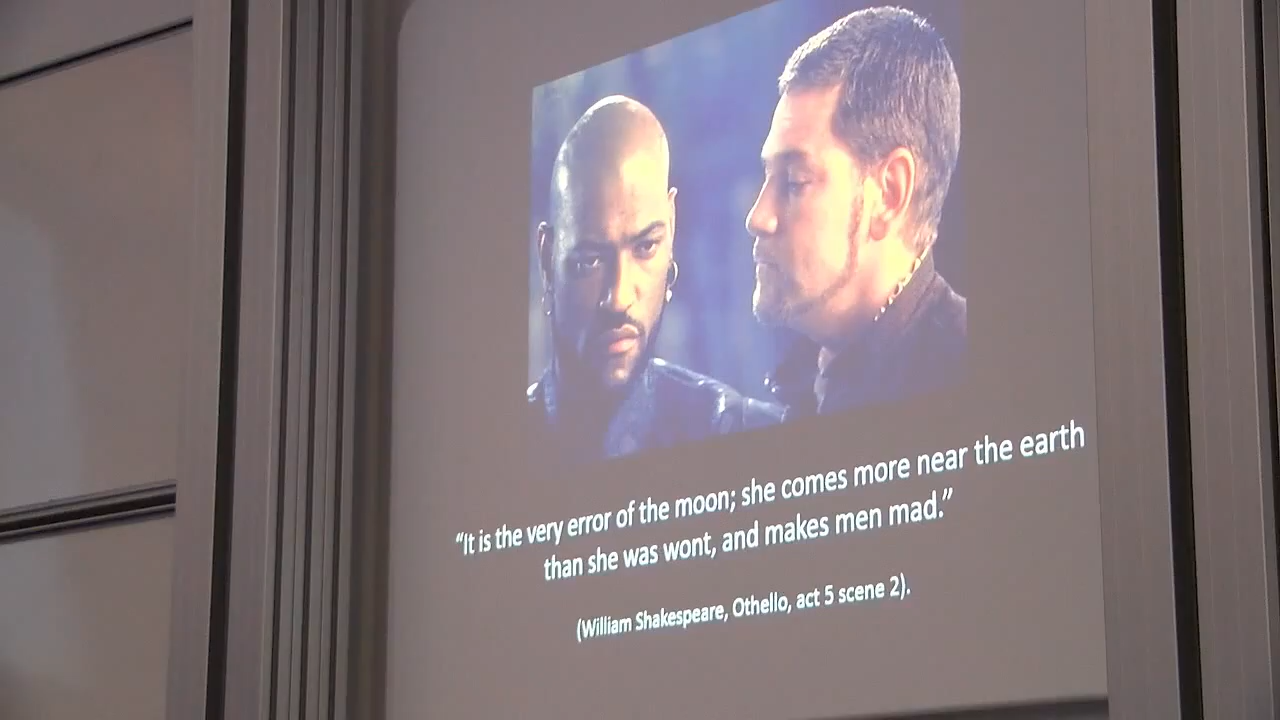 “It is the very error of the moon; she comes more near the earth
than she was wont, and makes men mad.”
(William Shakespeare, Othello, act 5 scene 2).